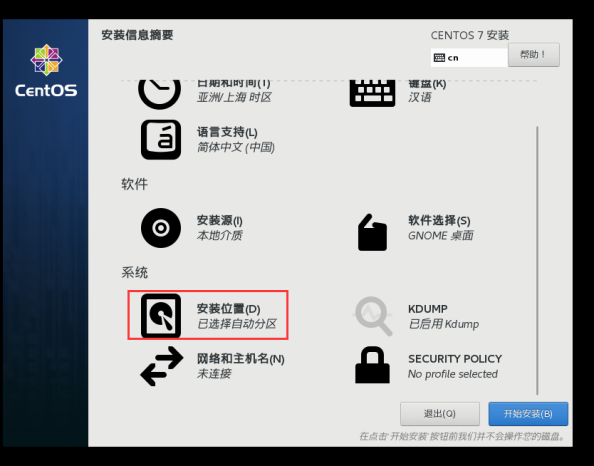 安装信息摘要
CENTOS 7 安装
cn
帮助！
CentOS
日期和时间(T)
亚洲/上海 时区
键盘(K)
汉语
语言支持(L)
简体中文 (中国)
软件
安装源(I)
本地介质
软件选择(S)
GNOME 桌面
系统
安装位置(D)
已选择自动分区
KDUMP
已启用 Kdump
网络和主机名(N)
未连接
SECURITY POLICY
No profile selected
退出(Q)
开始安装(B)
在点击'开始安装'按钮前我们并不会操作您的磁盘。